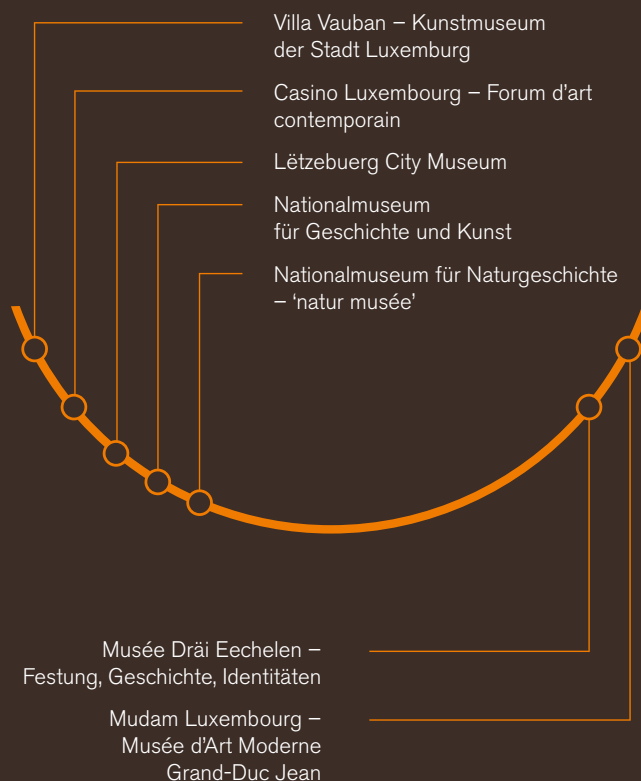 Villa Vauban – Kunstmuseum
der Stadt Luxemburg
Casino Luxembourg – Forum d'art
contemporain
Lëtzebuerg City Museum
Nationalmuseum
für Geschichte und Kunst
Nationalmuseum für Naturgeschichte
– ‘natur musée’
Musée Dräi Eechelen –
Festung, Geschichte, Identitäten
Mudam Luxembourg –
Musée d'Art Moderne
Grand-Duc Jean